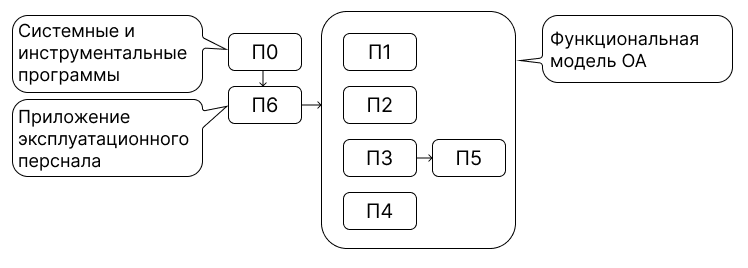 Системные и
инструментальные
программы
Приложение
эксплуатационного
перснала
П0
П6
П1
П2
П3
П5
П4
Функциональная
модель ОА